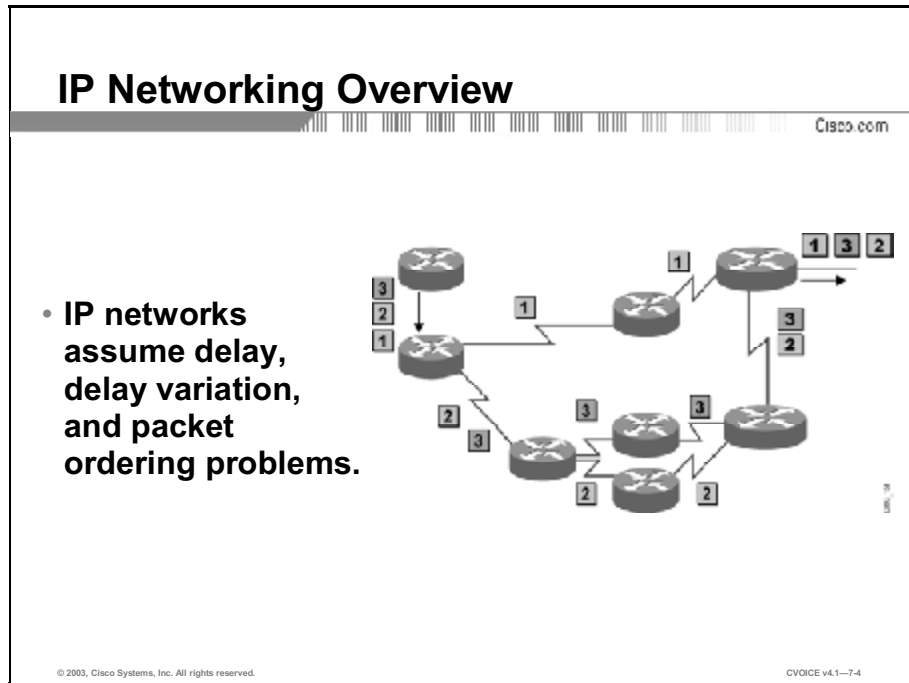 IP Networking Overview
Cisco.com
• IP networks
assume delay,
delay variation,
and packet
ordering problems.
3
2
1
1
1
1 3 2
3
2
2
3
3
3
2
2
© 2003, Cisco Systems, Inc. All rights reserved.
CVOICE v4.1—7-4